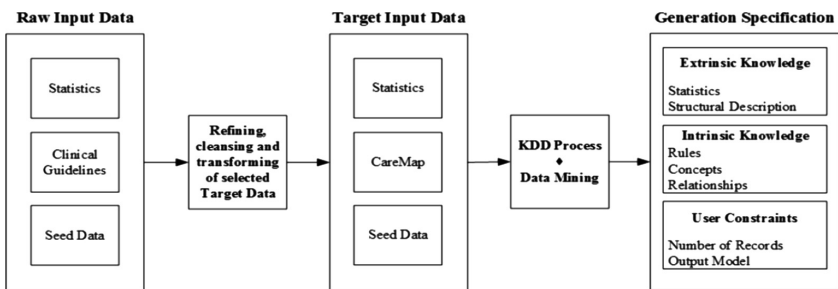 Raw Input Data
Statistics
Clinical
Guidelines
Seed Data
Refining,
cleansing and
transforming
of selected
Target Data
Target Input Data
Statistics
CareMap
Seed Data
KDD Process
♦
Data Mining
Generation Specification
Extrinsic Knowledge
Statistics
Structural Description
Intrinsic Knowledge
Rules
Concepts
Relationships
User Constraints
Number of Records
Output Model